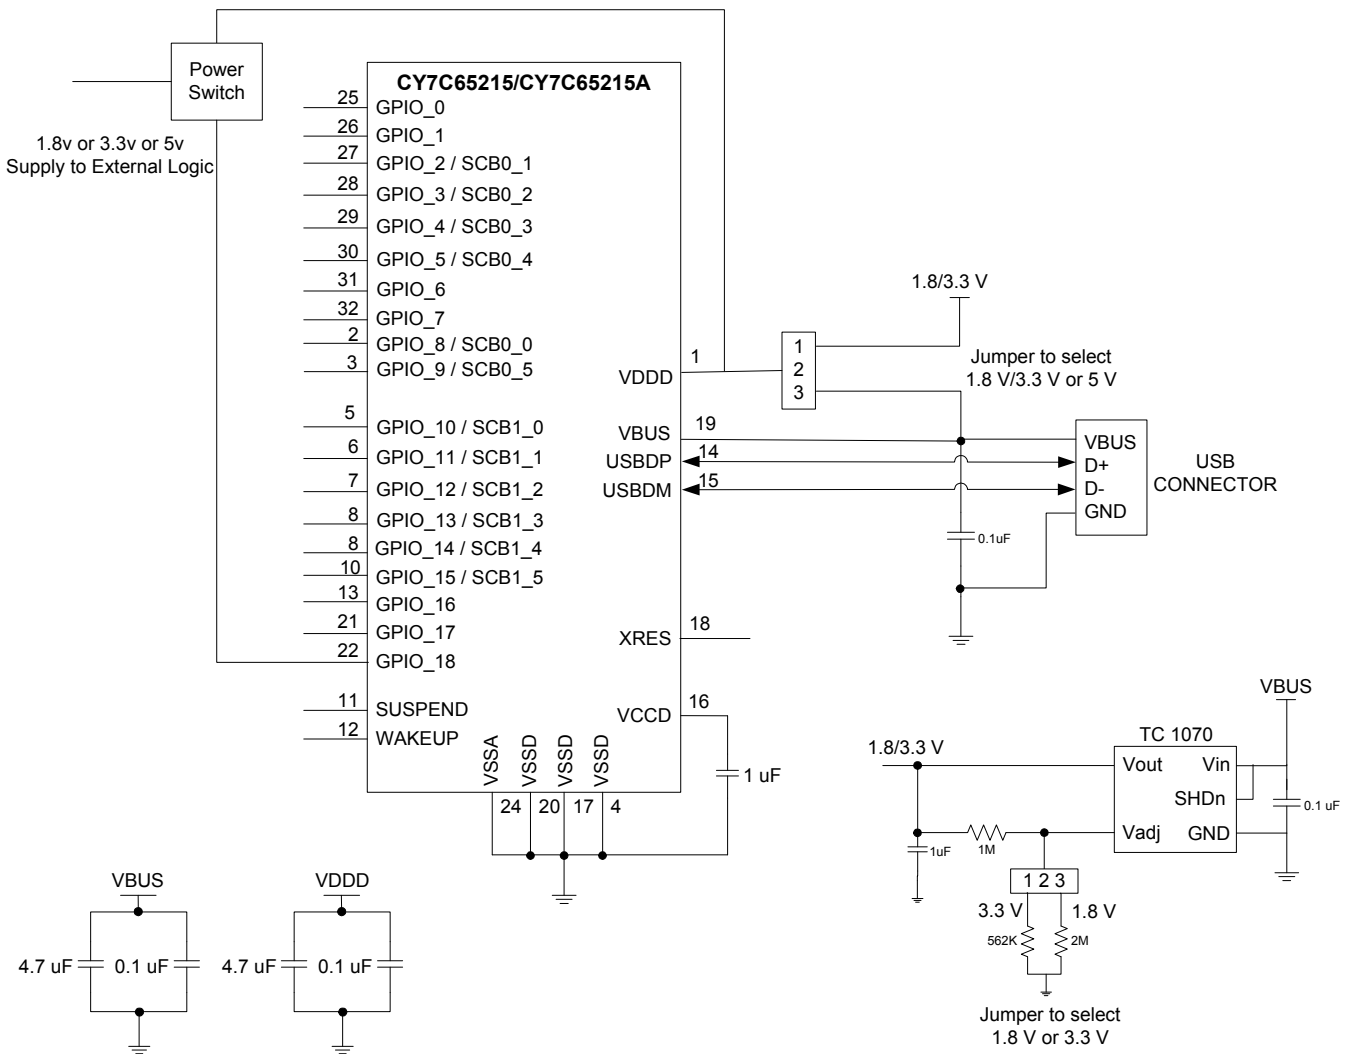 Power
Switch
1.8v or 3.3v or 5v
Supply to External Logic
CY7C65215/CY7C65215A
25 GPIO_0
26 GPIO_1
27 GPIO_2 / SCB0_1
28 GPIO_3 / SCB0_2
29 GPIO_4 / SCB0_3
30 GPIO_5 / SCB0_4
31 GPIO_6
32 GPIO_7
2 GPIO_8 / SCB0_0
3 GPIO_9 / SCB0_5
5 GPIO_10 / SCB1_0
6 GPIO_11 / SCB1_1
7 GPIO_12 / SCB1_2
8 GPIO_13 / SCB1_3
8 GPIO_14 / SCB1_4
10 GPIO_15 / SCB1_5
13 GPIO_16
21 GPIO_17
22 GPIO_18
11 SUSPEND
12 WAKEUP
VDDD 1
VBUS 19
USBDP 14
USBDM 15
XRES 18
VCCD 16
VSSA
VSSD
VSSD
VSSD
24 20 17 4
1 uF
1.8/3.3 V
1
2
3
Jumper to select
1.8 V/3.3 V or 5 V
VBUS
D+
D-
GND
USB
CONNECTOR
0.1uF
VBUS
TC 1070
1.8/3.3 V
Vout Vin
SHDn
Vadj GND
0.1 uF
1uF
1M
1 2 3
3.3 V 1.8 V
562K 2M
Jumper to select
1.8 V or 3.3 V
VBUS
4.7 uF 0.1 uF
VDDD
4.7 uF 0.1 uF